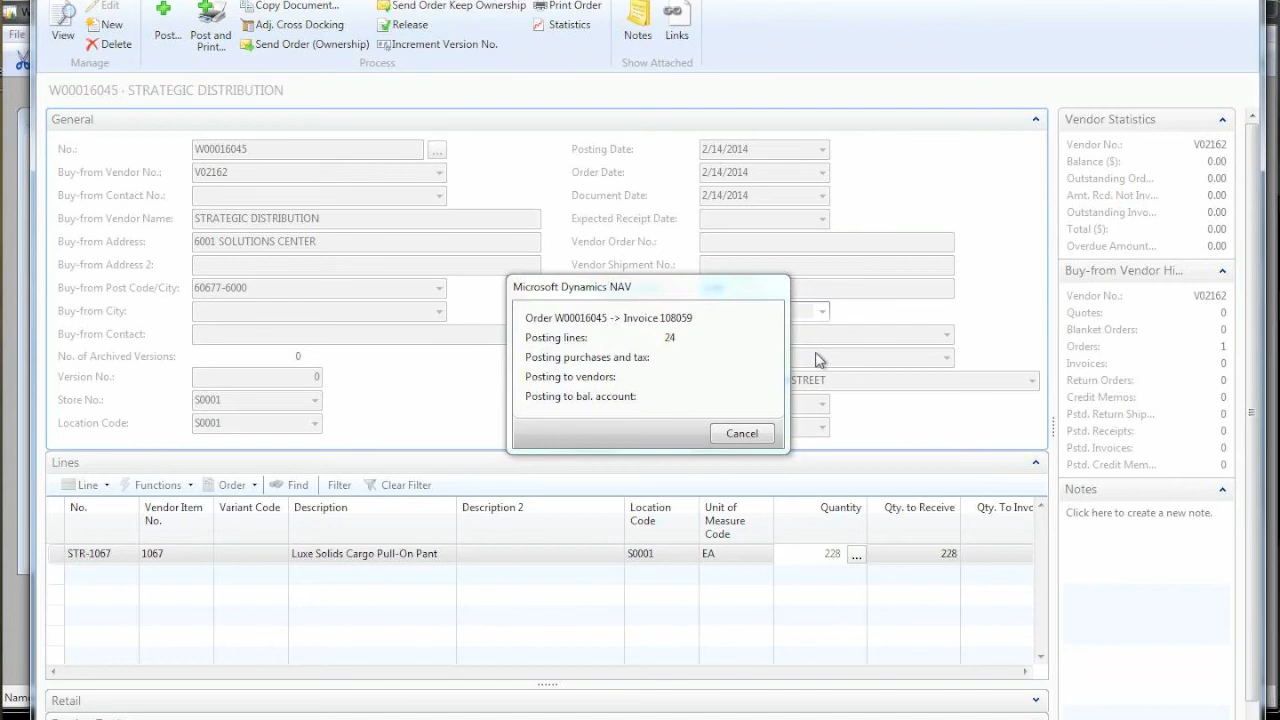 W
File
Edit
Copy Document...
Send Order Keep Ownership
Print Order
New
Adj. Cross Docking
Release
Statistics
View
Delete
Post...
Post and Print...
Send Order (Ownership)
Increment Version No.
Notes
Links
Manage
Process
Show Attached
W00016045 · STRATEGIC DISTRIBUTION
General
No.: W00016045 ...
Buy-from Vendor No.: V02162
Buy-from Contact No.:
Buy-from Vendor Name: STRATEGIC DISTRIBUTION
Buy-from Address: 6001 SOLUTIONS CENTER
Buy-from Address 2:
Buy-from Post Code/City: 60677-6000
Buy-from City:
Buy-from Contact:
No. of Archived Versions: 0
Version No.: 0
Store No.: S0001
Location Code: S0001
Posting Date: 2/14/2014
Order Date: 2/14/2014
Document Date: 2/14/2014
Expected Receipt Date:
Vendor Order No.:
Vendor Shipment No.:
STREET
Microsoft Dynamics NAV
Order W00016045 -> Invoice 108059
Posting lines: 24
Posting purchases and tax:
Posting to vendors:
Posting to bal. account:
Cancel
Lines
Line Functions Order Find Filter Clear Filter
No. Vendor Item No. Variant Code Description Description 2 Location Code Unit of Measure Code Quantity Qty. to Receive Qty. To Invo
STR-1067 1067 Luxe Solids Cargo Pull-On Pant S0001 EA 228 ... 228
Retail
Vendor Statistics
Vendor No.: V02162
Balance ($): 0.00
Outstanding Ord... 0.00
Amt. Rcd. Not Inv... 0.00
Outstanding Invo... 0.00
Total ($): 0.00
Overdue Amount... 0.00
Buy-from Vendor Hi...
Vendor No.: V02162
Quotes: 0
Blanket Orders: 0
Orders: 1
Invoices: 0
Return Orders: 0
Credit Memos: 0
Pstd. Return Ship... 0
Pstd. Receipts: 0
Pstd. Invoices: 0
Pstd. Credit Mem... 0
Notes
Click here to create a new note.
Name